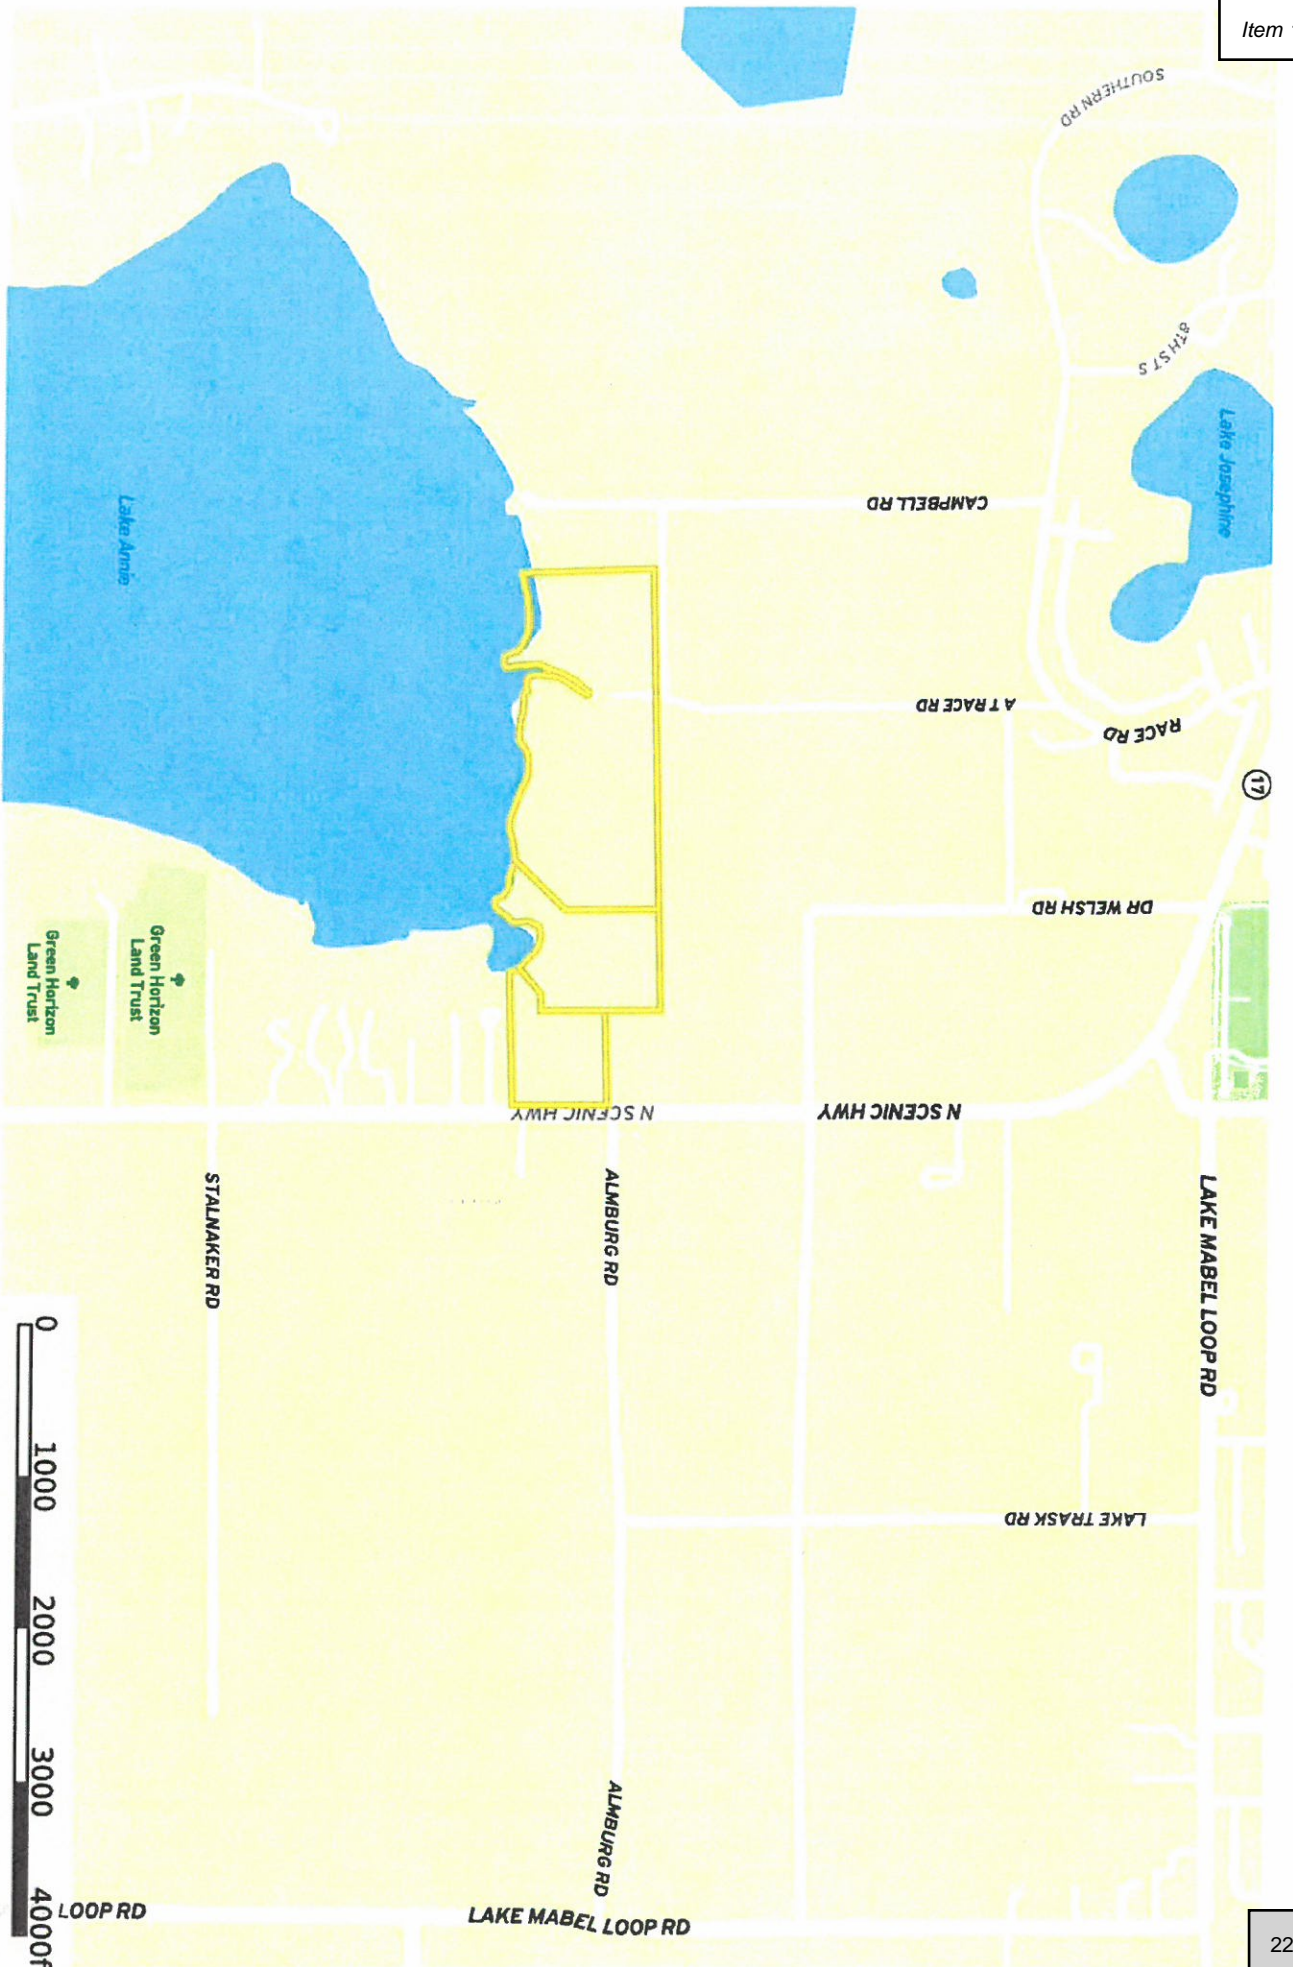 Item
SOUTHERN RD
8TH ST S
Lake Josephine
CAMPBELL RD
Lake Annie
A T RACE RD
RACE RD
17
DR WELSH RD
Green Horizon
Land Trust
Green Horizon
Land Trust
N SCENIC HWY
N SCENIC HWY
STALNAKER RD
ALMBURG RD
LAKE MABEL LOOP RD
LAKE TRASK RD
0
1000
2000
3000
4000f
ALMBURG RD
LOOP RD
LAKE MABEL LOOP RD
22